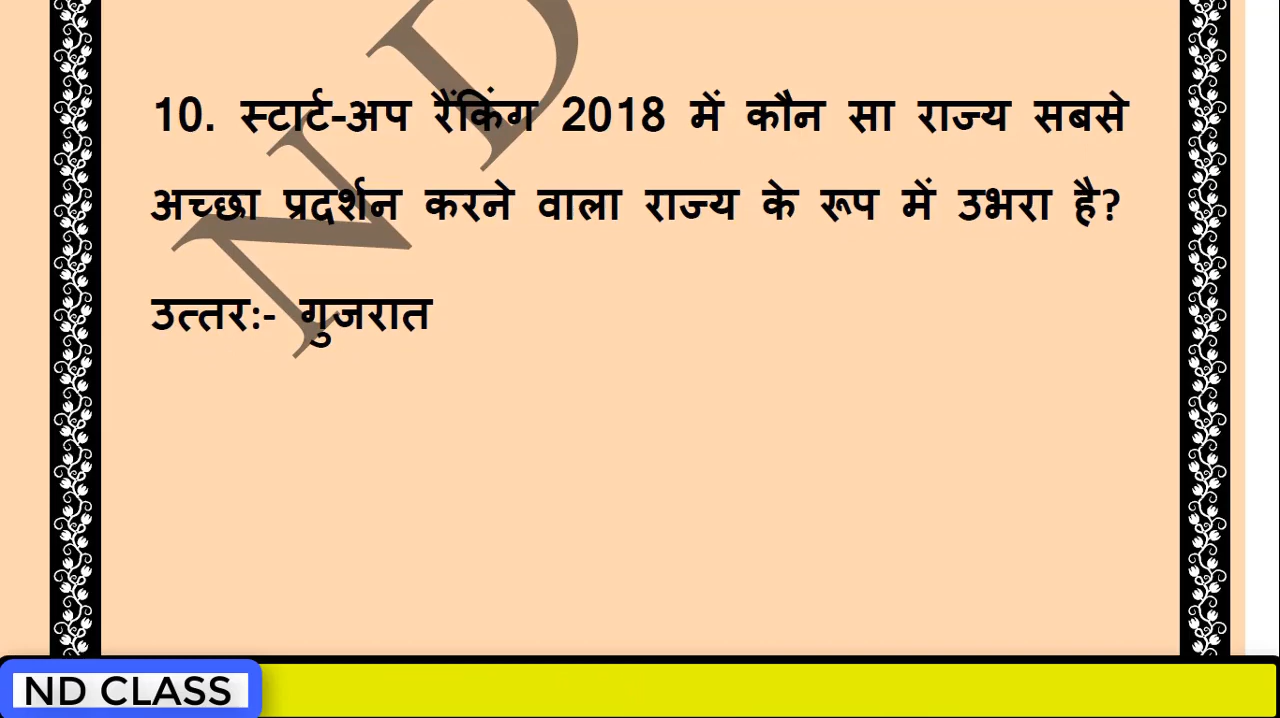 10. स्टार्ट-अप रैंकिंग 2018 में कौन सा राज्य सबसे
अच्छा प्रदर्शन करने वाला राज्य के रूप में उभरा है?
उत्तरः- गुजरात
N D
ND CLASS